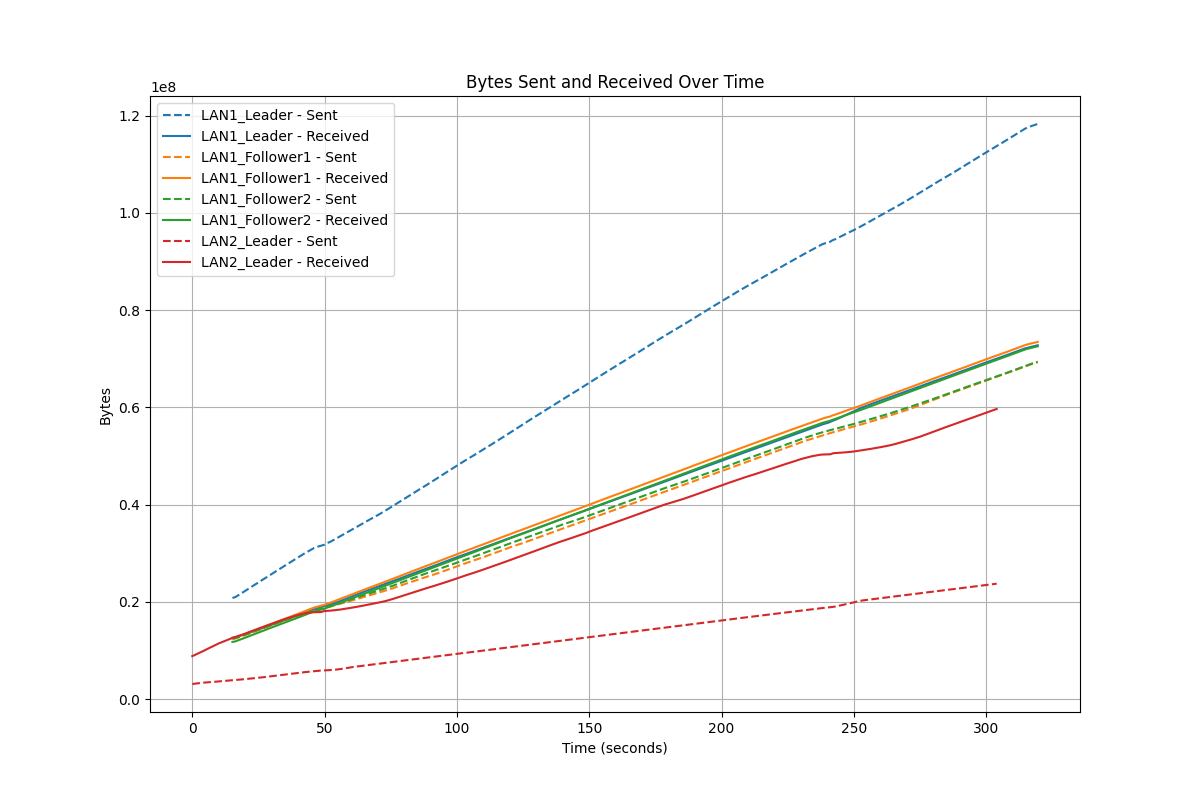 Bytes Sent and Received Over Time
1e8
LAN1_Leader - Sent
LAN1_Leader - Received
LAN1_Follower1 - Sent
LAN1_Follower1 - Received
LAN1_Follower2 - Sent
LAN1_Follower2 - Received
LAN2_Leader - Sent
LAN2_Leader - Received
1.2
1.0
0.8
0.6
0.4
0.2
0.0
Bytes
0 50 100 150 200 250 300
Time (seconds)